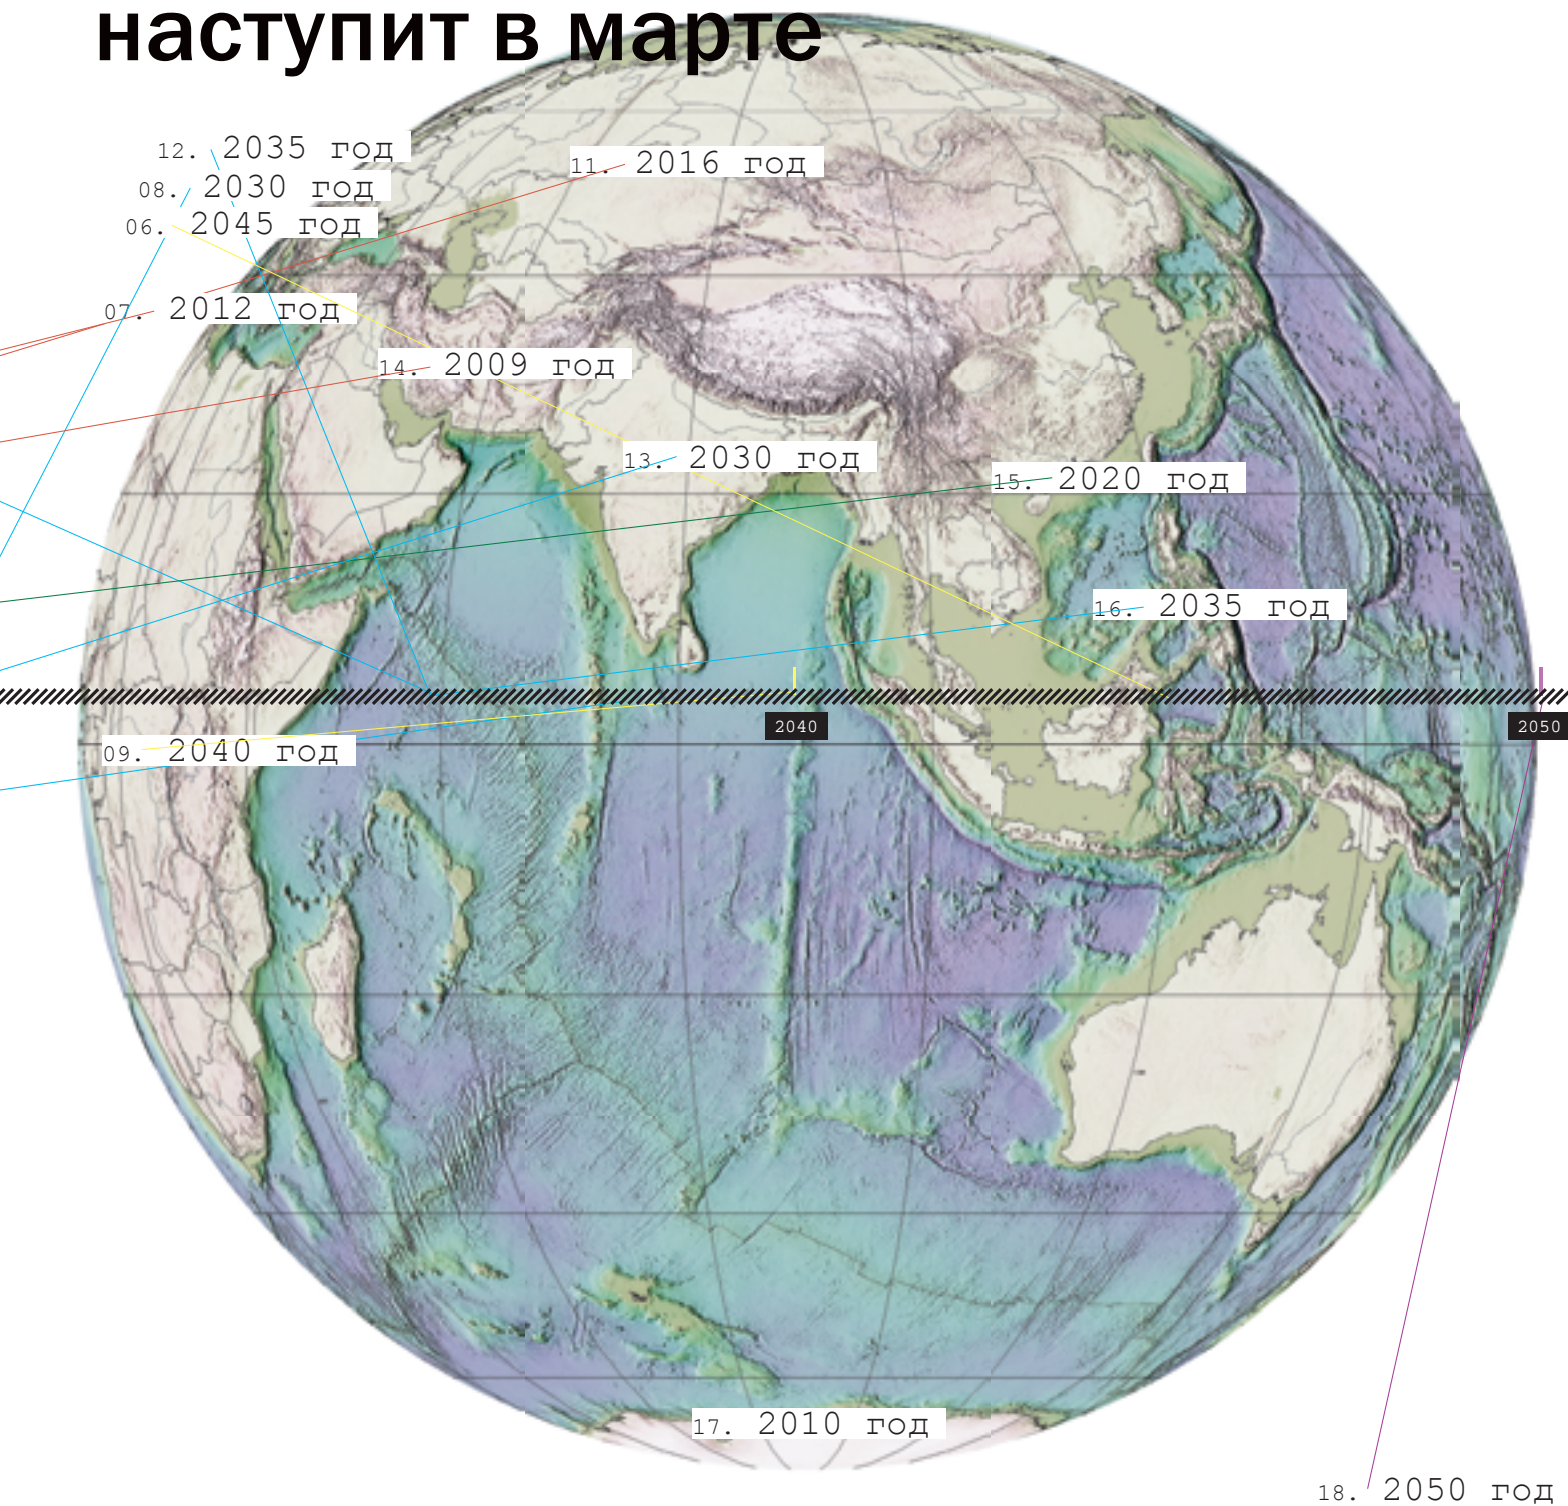 наступит в марте
12. 2035 год
11. 2016 год
08. 2030 год
06. 2045 год
07. 2012 год
14. 2009 год
13. 2030 год
15. 2020 год
16. 2035 год
2040
2050
09. 2040 год
17. 2010 год
18. 2050 год